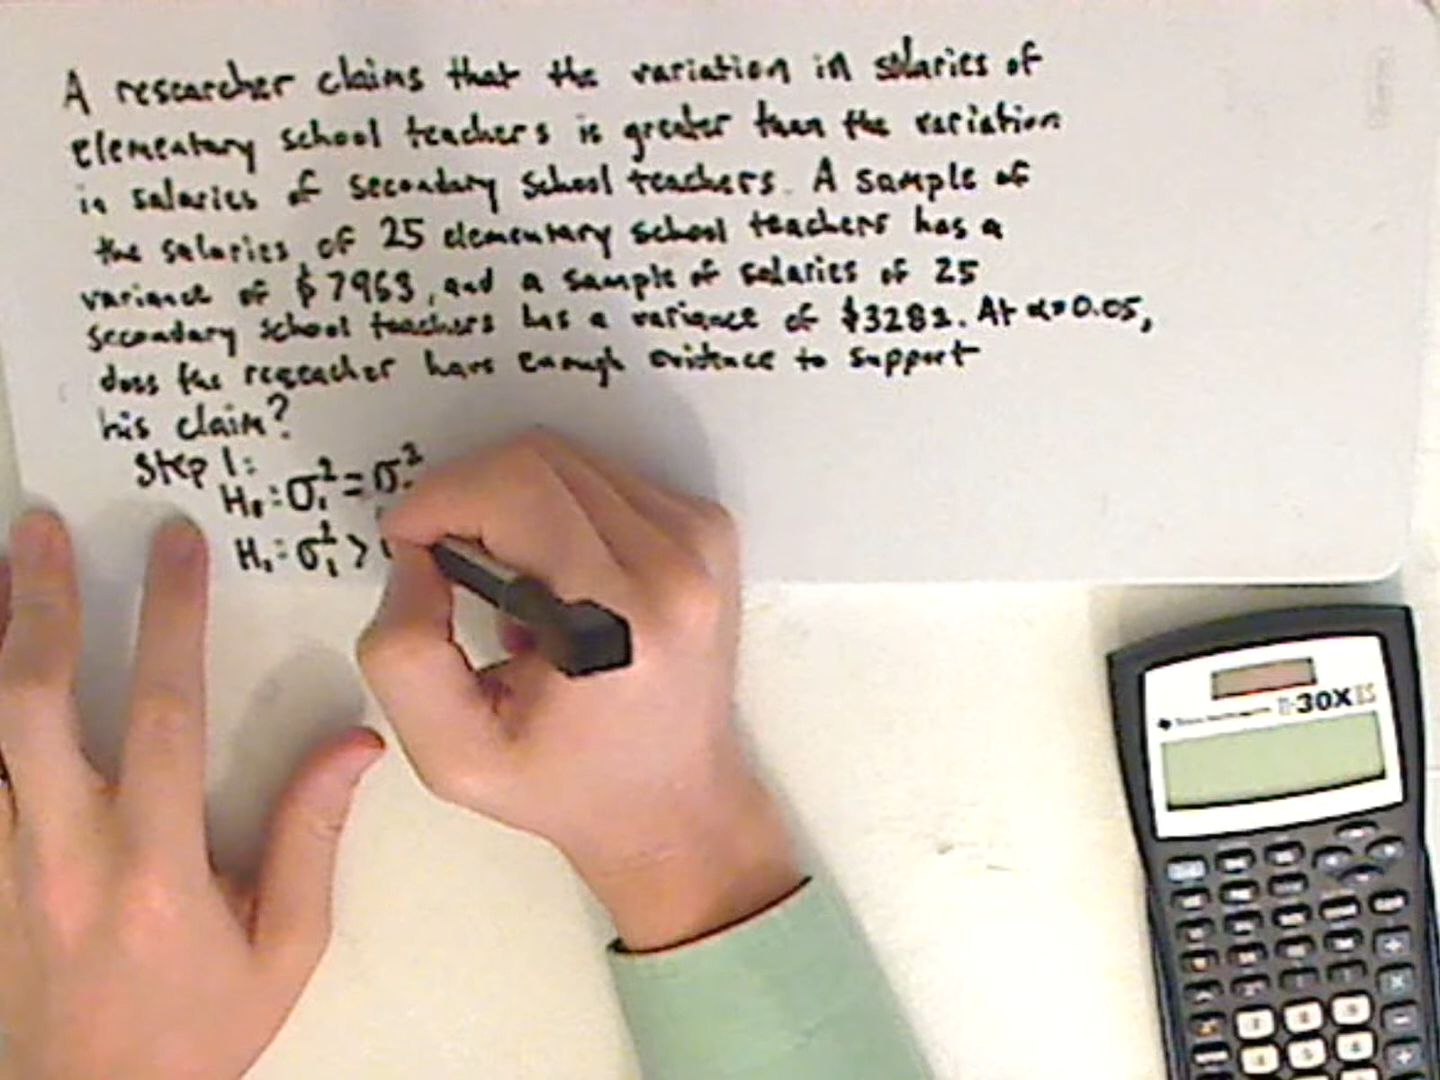 A researcher claims that the variation in salaries of
elementary school teachers is greater than the variation
in salaries of secondary school teachers. A sample of
the salaries of 25 elementary school teachers has a
variance of $7963, and a sample of salaries of 25
secondary school teachers has a variance of $3282. At α=0.05,
does the reseacher have enough evidence to support
his claim?
Step 1:
H₀: σ₁²=σ
H₁: σ₁²>
TI-30X IIS